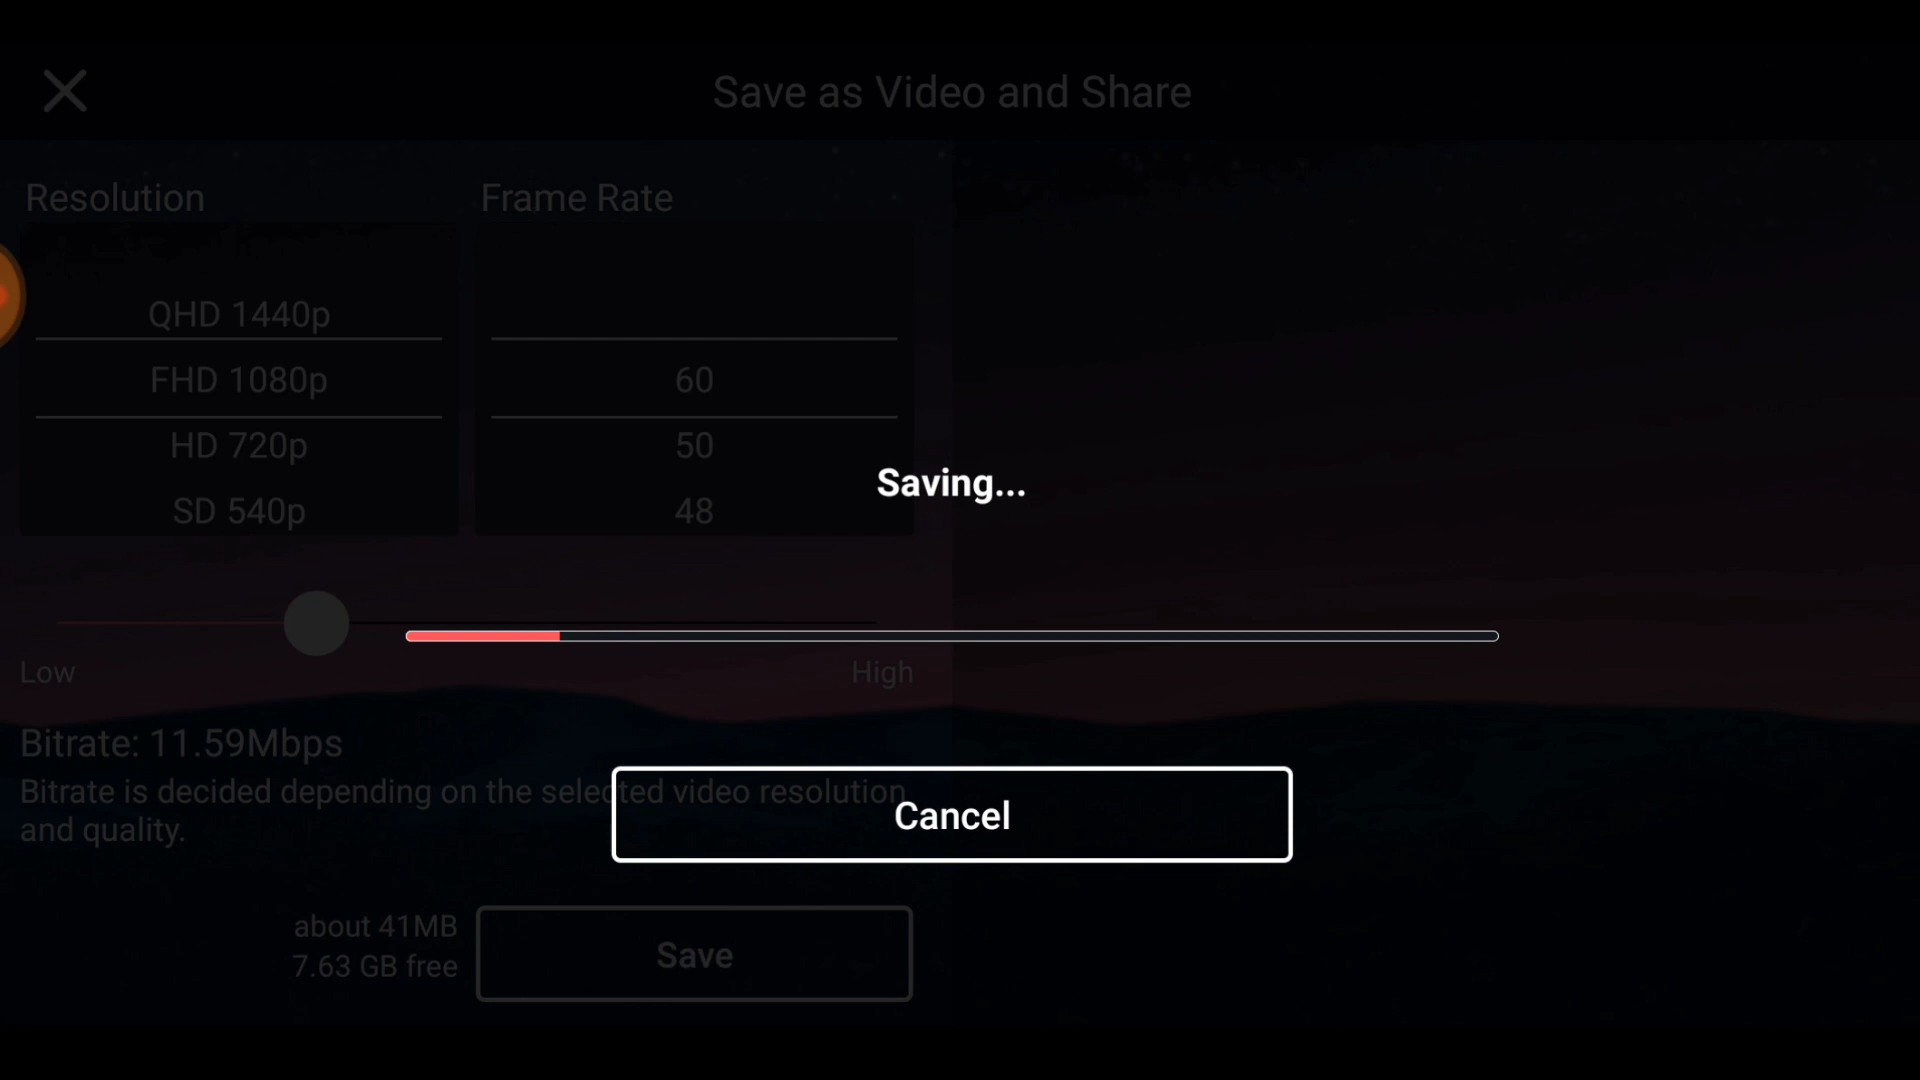 Save as Video and Share
Resolution
Frame Rate
QHD 1440p
FHD 1080p
HD 720p
SD 540p
60
50
48
Saving...
Low
High
Bitrate: 11.59Mbps
Bitrate is decided depending on the selected video resolution
and quality.
Cancel
about 41MB
7.63 GB free
Save